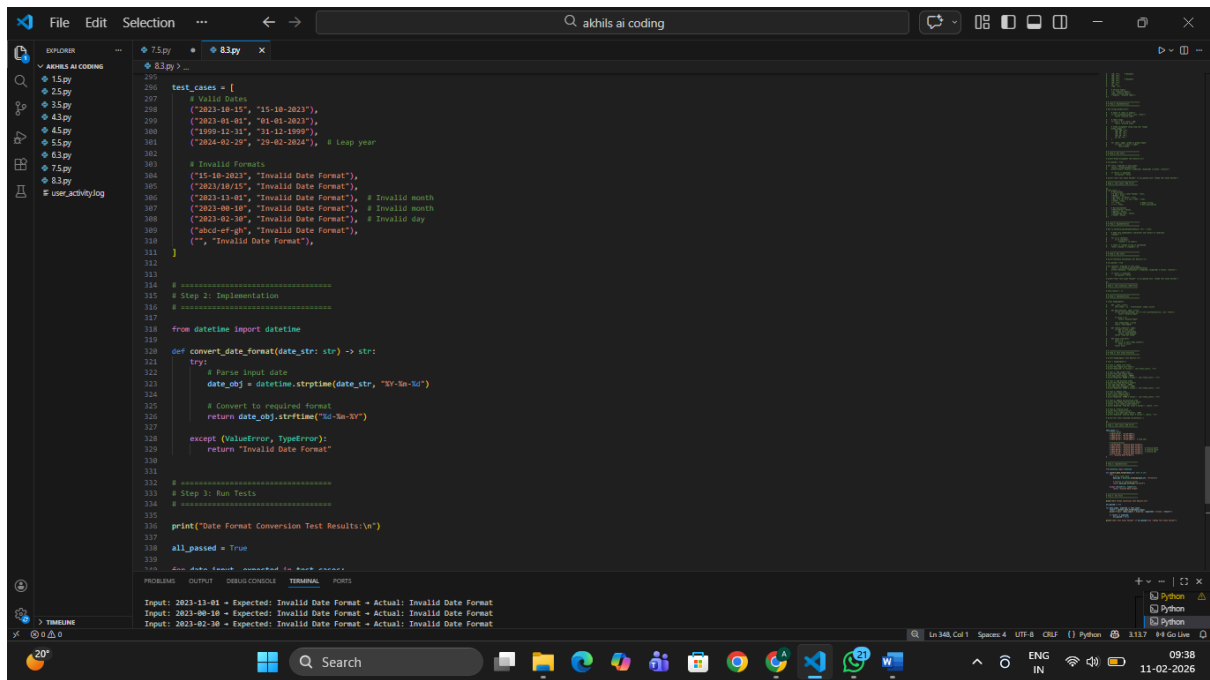 File Edit Selection ··· akhils ai coding
EXPLORER ···
AKHILS AI CODING
1.5.py
2.5.py
3.5.py
4.3.py
4.5.py
5.5.py
6.3.py
7.5.py
8.3.py
user_activity.log
TIMELINE
7.5.py
8.3.py
8.3.py > ...
295
296 test_cases = [
297 # Valid Dates
298 ("2023-10-15", "15-10-2023"),
299 ("2023-01-01", "01-01-2023"),
300 ("1999-12-31", "31-12-1999"),
301 ("2024-02-29", "29-02-2024"), # Leap year
302
303 # Invalid Formats
304 ("15-10-2023", "Invalid Date Format"),
305 ("2023/10/15", "Invalid Date Format"),
306 ("2023-13-01", "Invalid Date Format"), # Invalid month
307 ("2023-00-10", "Invalid Date Format"), # Invalid month
308 ("2023-02-30", "Invalid Date Format"), # Invalid day
309 ("abcd-ef-gh", "Invalid Date Format"),
310 ("", "Invalid Date Format"),
311 ]
312
313
314 # ==================================
315 # Step 2: Implementation
316 # ==================================
317
318 from datetime import datetime
319
320 def convert_date_format(date_str: str) -> str:
321 try:
322 # Parse input date
323 date_obj = datetime.strptime(date_str, "%Y-%m-%d")
324
325 # Convert to required format
326 return date_obj.strftime("%d-%m-%Y")
327
328 except (ValueError, TypeError):
329 return "Invalid Date Format"
330
331
332 # ==================================
333 # Step 3: Run Tests
334 # ==================================
335
336 print("Date Format Conversion Test Results:\n")
337
338 all_passed = True
339
340 for date_input, expected in test_cases:
PROBLEMS OUTPUT DEBUG CONSOLE TERMINAL PORTS
Input: 2023-13-01 → Expected: Invalid Date Format → Actual: Invalid Date Format
Input: 2023-00-10 → Expected: Invalid Date Format → Actual: Invalid Date Format
Input: 2023-02-30 → Expected: Invalid Date Format → Actual: Invalid Date Format
Python
Python
Python
0 0 Ln 348, Col 1 Spaces: 4 UTF-8 CRLF {} Python 3.13.7 Go Live
20° Search 21 ENG 09:38
IN 11-02-2026